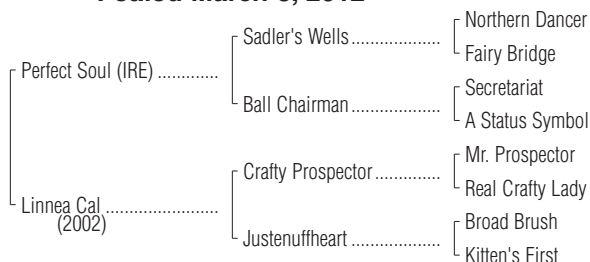 Foaled March 8, 2012
Northern Dancer
Sadler's Wells....................
Fairy Bridge
Perfect Soul (IRE) .............
Secretariat
Ball Chairman....................
A Status Symbol
Mr. Prospector
Crafty Prospector...............
Real Crafty Lady
Linnea Cal ........................
(2002)
Broad Brush
Justenuffheart ....................
Kitten's First